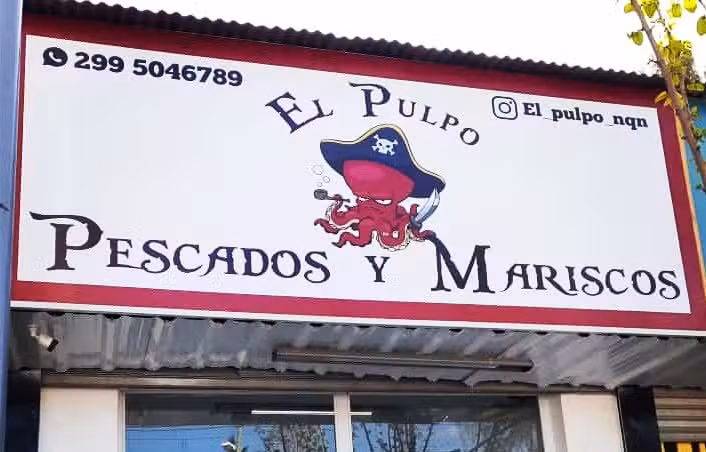 299 5046789
El Pulpo
El_pulpo_nqn
Pescados y Mariscos